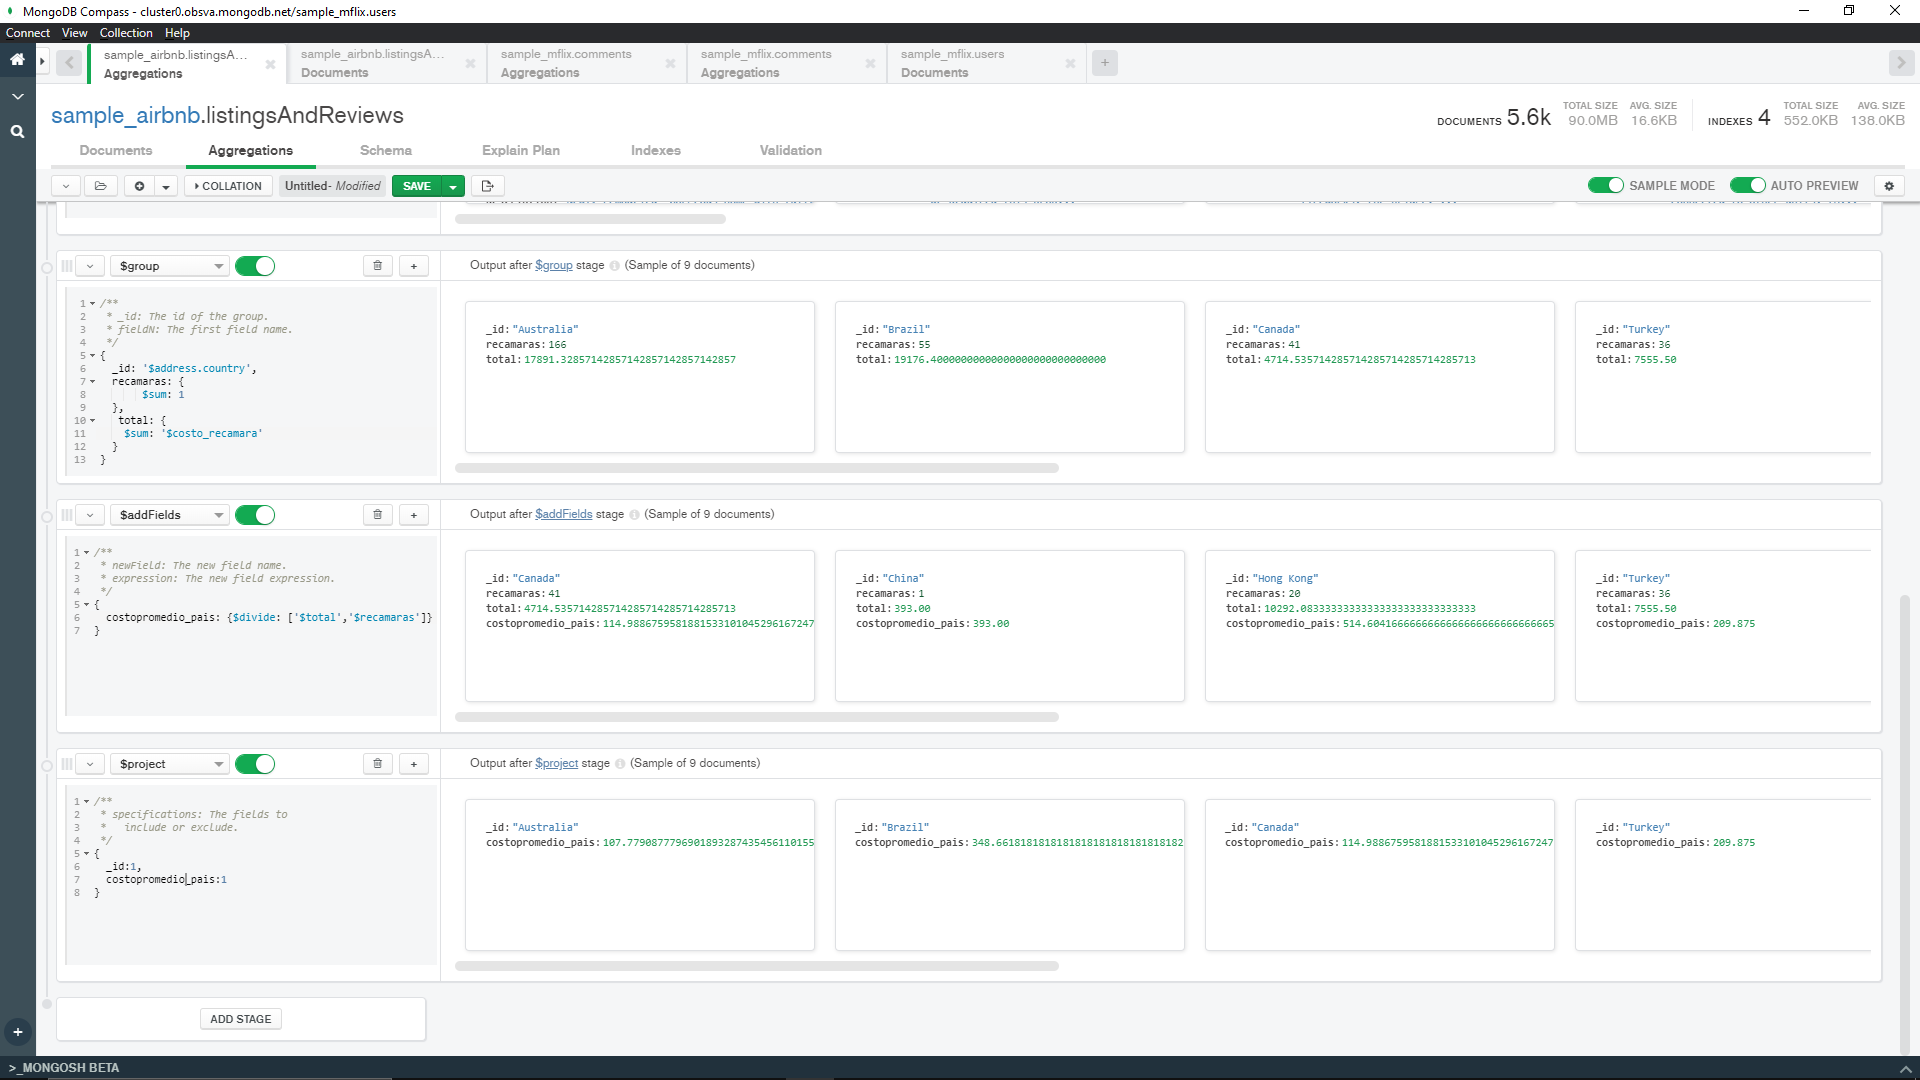 MongoDB Compass - cluster0.obsva.mongodb.net/sample_mflix.users
Connect View Collection Help
sample_airbnb.listingsA...
Aggregations
sample_airbnb.listingsA...
Documents
sample_mflix.comments
Aggregations
sample_mflix.comments
Aggregations
sample_mflix.users
Documents
sample_airbnb.listingsAndReviews
DOCUMENTS 5.6k
TOTAL SIZE 90.0MB
AVG. SIZE 16.6KB
INDEXES 4
TOTAL SIZE 552.0KB
AVG. SIZE 138.0KB
Documents Aggregations Schema Explain Plan Indexes Validation
COLLATION Untitled- Modified SAVE SAMPLE MODE AUTO PREVIEW
$group
Output after $group stage (Sample of 9 documents)
1 /**
2 * _id: The id of the group.
3 * fieldN: The first field name.
4 */
5 {
6 _id: '$address.country',
7 recamaras: {
8 $sum: 1
9 },
10 total: {
11 $sum: '$costo_recamara'
12 }
13 }
_id: "Australia"
recamaras: 166
total: 17891.32857142857142857142857142857
_id: "Brazil"
recamaras: 55
total: 19176.40000000000000000000000000000
_id: "Canada"
recamaras: 41
total: 4714.535714285714285714285714285713
_id: "Turkey"
recamaras: 36
total: 7555.50
$addFields
Output after $addFields stage (Sample of 9 documents)
1 /**
2 * newField: The new field name.
3 * expression: The new field expression.
4 */
5 {
6 costopromedio_pais: {$divide: ['$total','$recamaras']}
7 }
_id: "Canada"
recamaras: 41
total: 4714.535714285714285714285714285713
costopromedio_pais: 114.9886759581881533101045296167247
_id: "China"
recamaras: 1
total: 393.00
costopromedio_pais: 393.00
_id: "Hong Kong"
recamaras: 20
total: 10292.08333333333333333333333333333
costopromedio_pais: 514.6041666666666666666666666666665
_id: "Turkey"
recamaras: 36
total: 7555.50
costopromedio_pais: 209.875
$project
Output after $project stage (Sample of 9 documents)
1 /**
2 * specifications: The fields to
3 * include or exclude.
4 */
5 {
6 _id:1,
7 costopromedio_pais:1
8 }
_id: "Australia"
costopromedio_pais: 107.7790877796901893287435456110155
_id: "Brazil"
costopromedio_pais: 348.6618181818181818181818181818182
_id: "Canada"
costopromedio_pais: 114.9886759581881533101045296167247
_id: "Turkey"
costopromedio_pais: 209.875
ADD STAGE
>_MONGOSH BETA